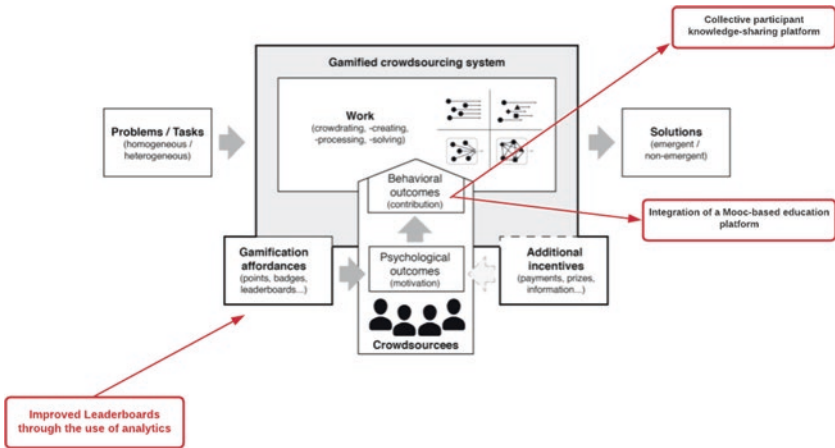 Collective participant
knowledge-sharing platform
Gamified crowdsourcing system
Work
(crowdrating, -creating,
-processing, -solving)
Problems / Tasks
(homogeneous /
heterogeneous)
Solutions
(emergent /
non-emergent)
Behavioral
outcomes
(contribution)
Integration of a Mooc-based education
platform
Gamification
affordances
(points, badges,
leaderboards...)
Psychological
outcomes
(motivation)
Additional
incentives
(payments, prizes,
information...)
Crowdsourcees
Improved Leaderboards
through the use of analytics